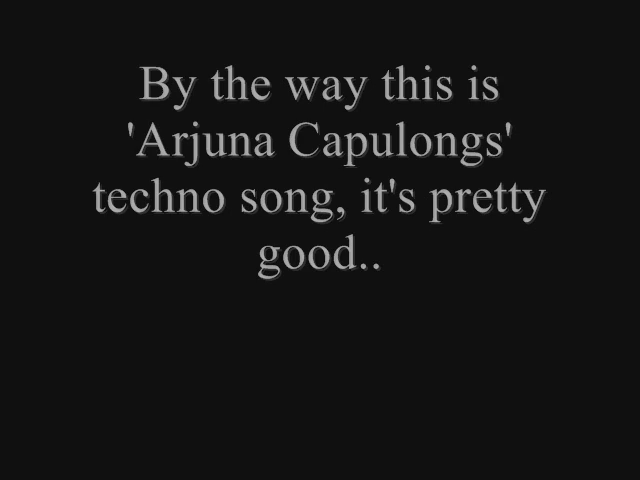 By the way this is
'Arjuna Capulongs'
techno song, it's pretty
good..